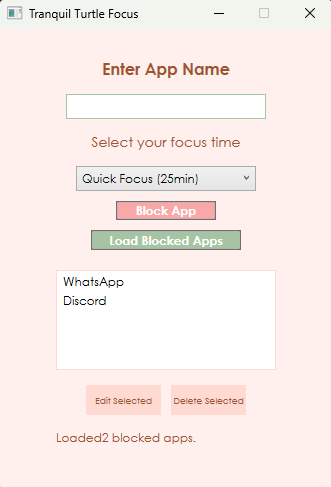 Tranquil Turtle Focus
Enter App Name
Select your focus time
Quick Focus (25min)
Block App
Load Blocked Apps
WhatsApp
Discord
Edit Selected Delete Selected
Loaded2 blocked apps.